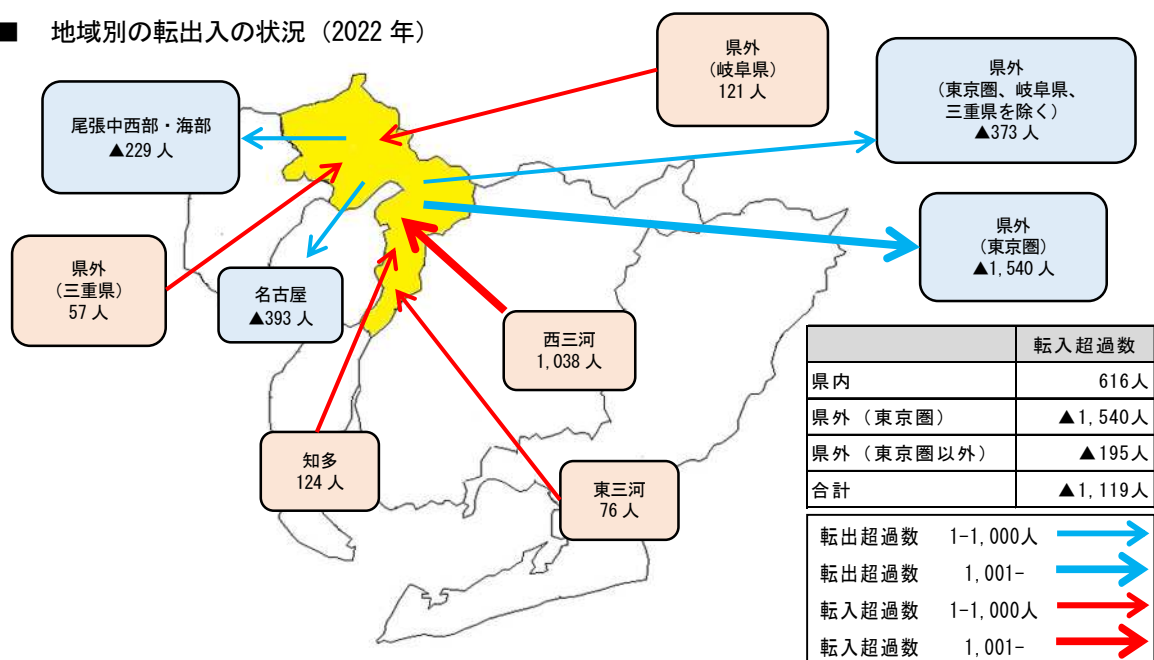 ■ 地域別の転出入の状況（2022 年）
県外
（岐阜県）
121 人
県外
（東京圏、岐阜県、
三重県を除く）
▲373 人
尾張中西部・海部
▲229 人
県外
（東京圏）
▲1,540 人
県外
（三重県）
57 人
名古屋
▲393 人
西三河
1,038 人
知多
124 人
東三河
76 人
転入超過数
県内 616人
県外（東京圏） ▲1,540人
県外（東京圏以外） ▲195人
合計 ▲1,119人
転出超過数 1-1,000人
転出超過数 1,001-
転入超過数 1-1,000人
転入超過数 1,001-